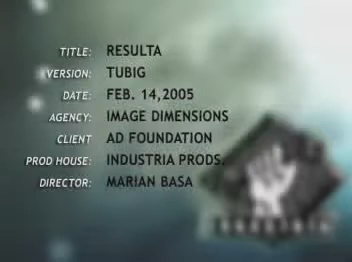 TITLE: RESULTA
VERSION: TUBIG
DATE: FEB. 14,2005
AGENCY: IMAGE DIMENSIONS
CLIENT AD FOUNDATION
PROD HOUSE: INDUSTRIA PRODS.
DIRECTOR: MARIAN BASA